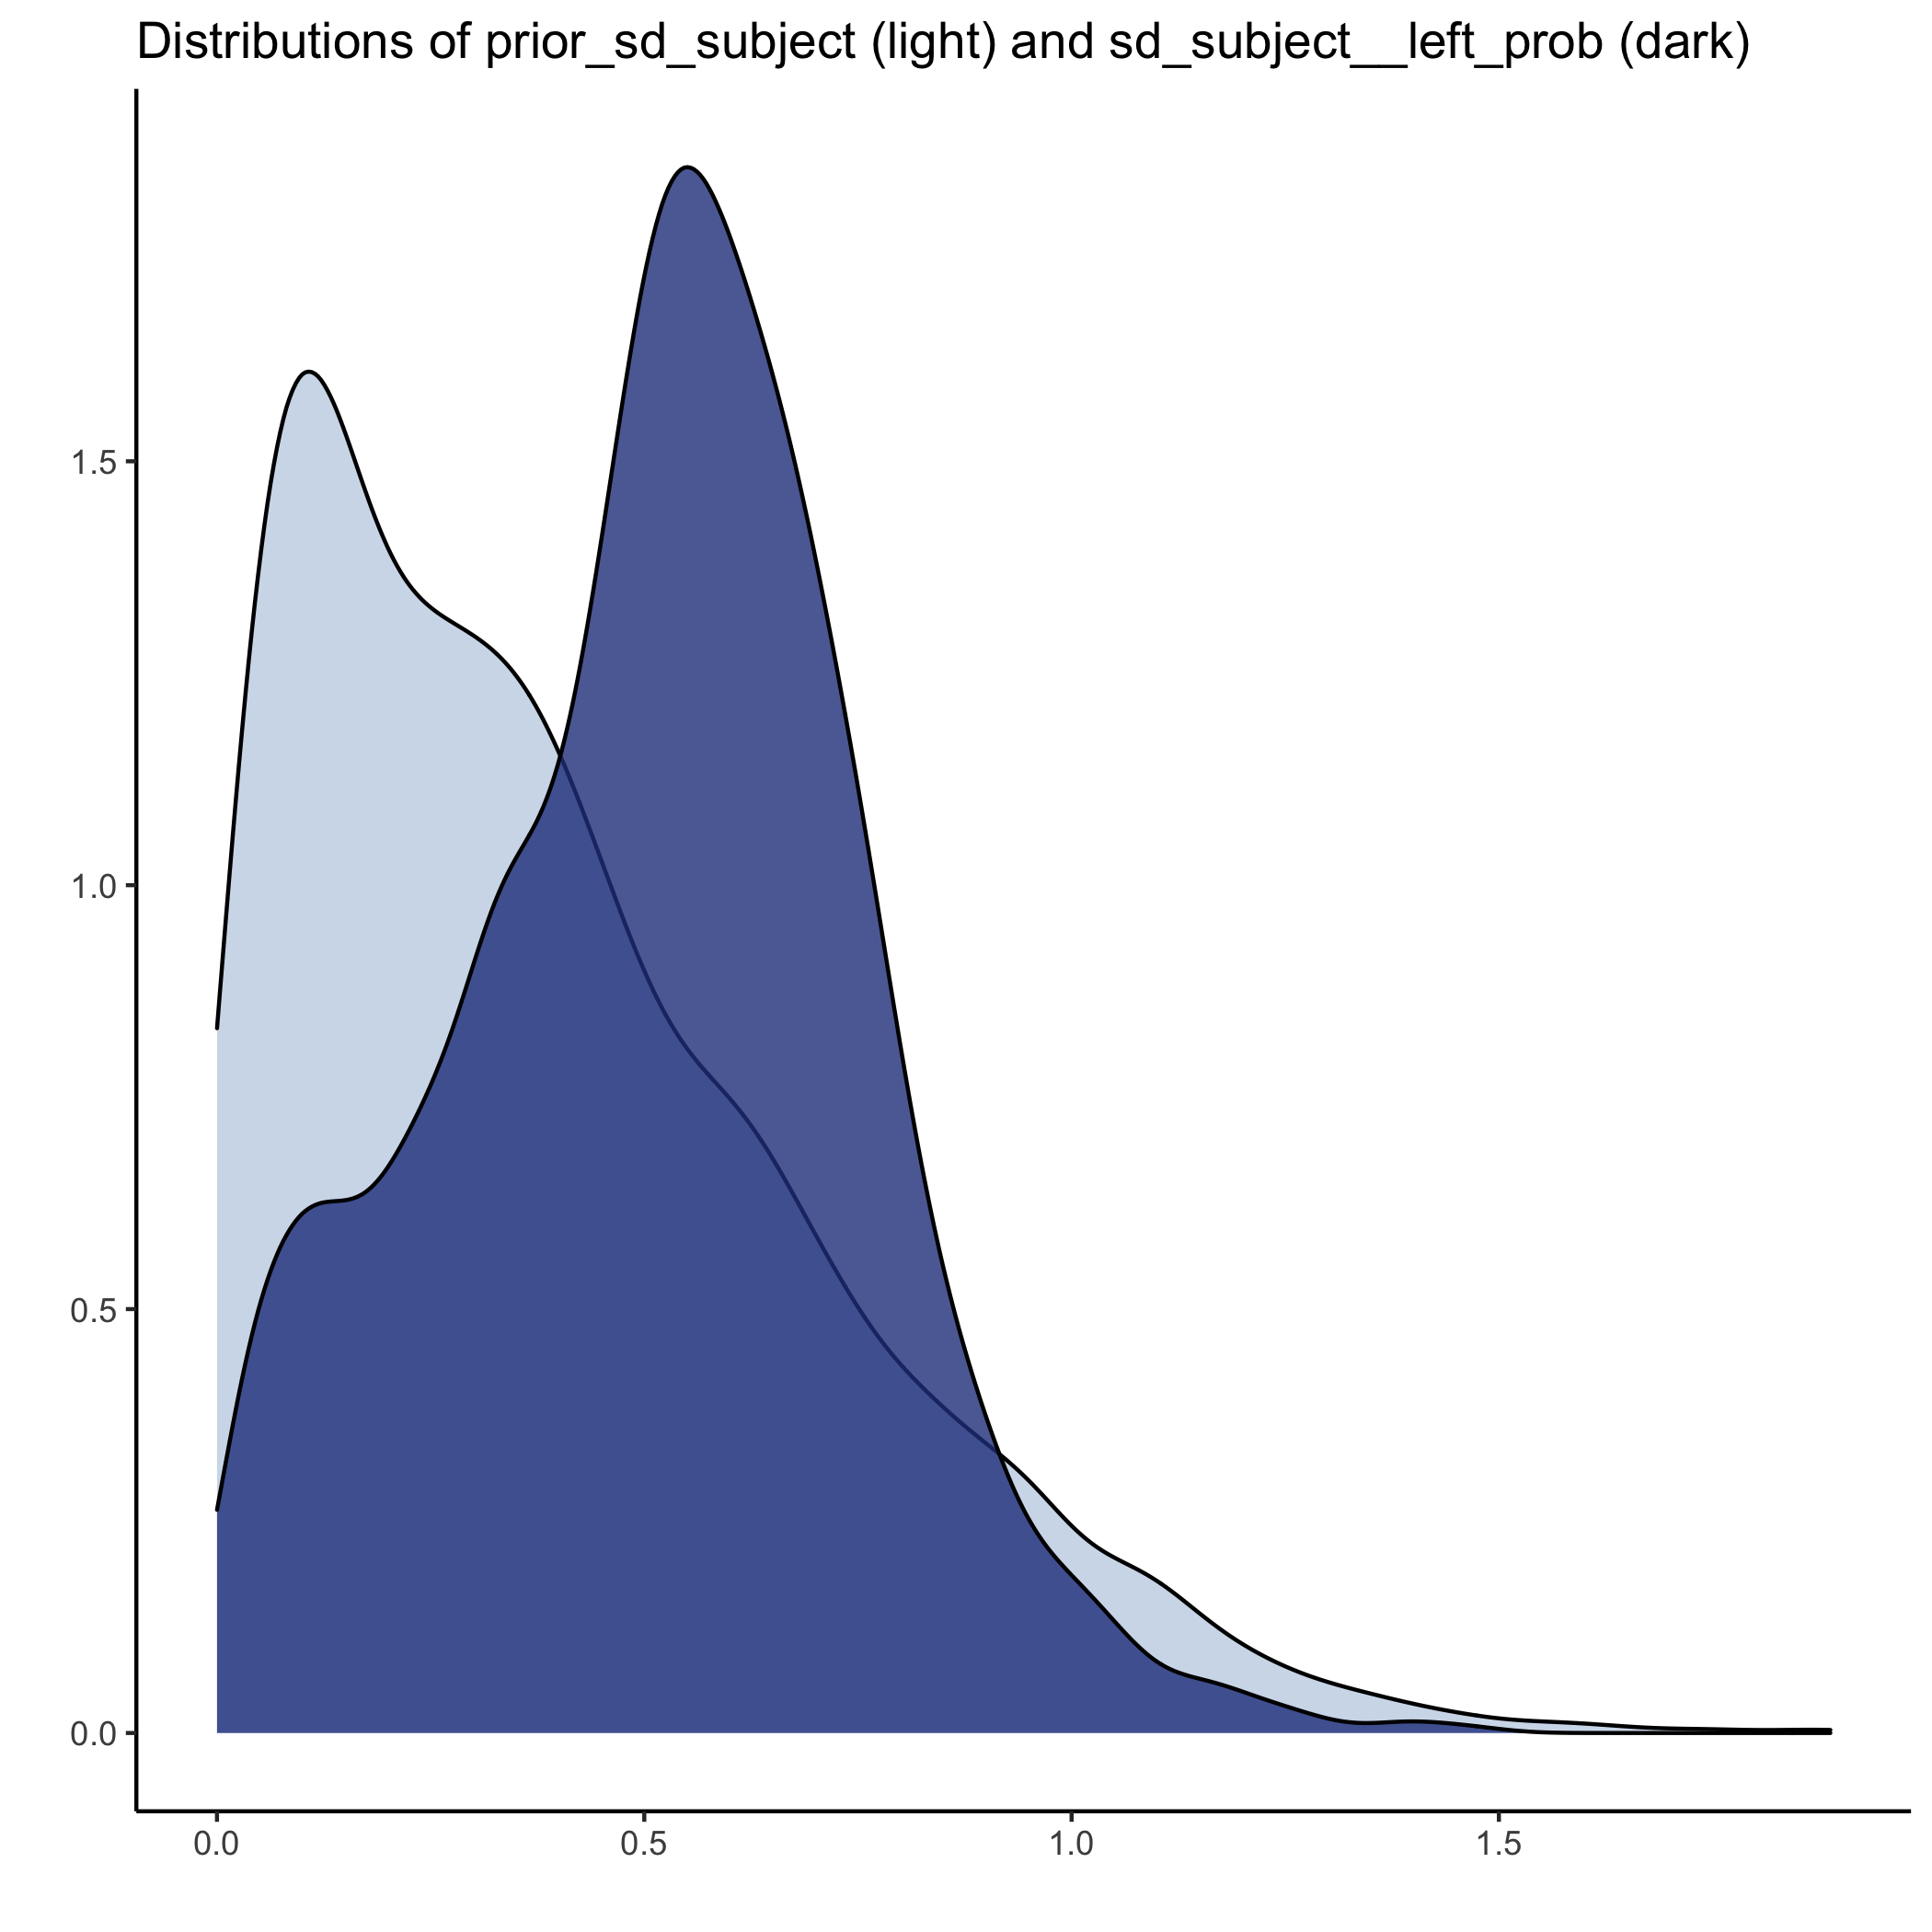 Distributions of prior_sd_subject (light) and sd_subject__left_prob (dark)
1.5
1.0
0.5
0.0
0.0 0.5 1.0 1.5